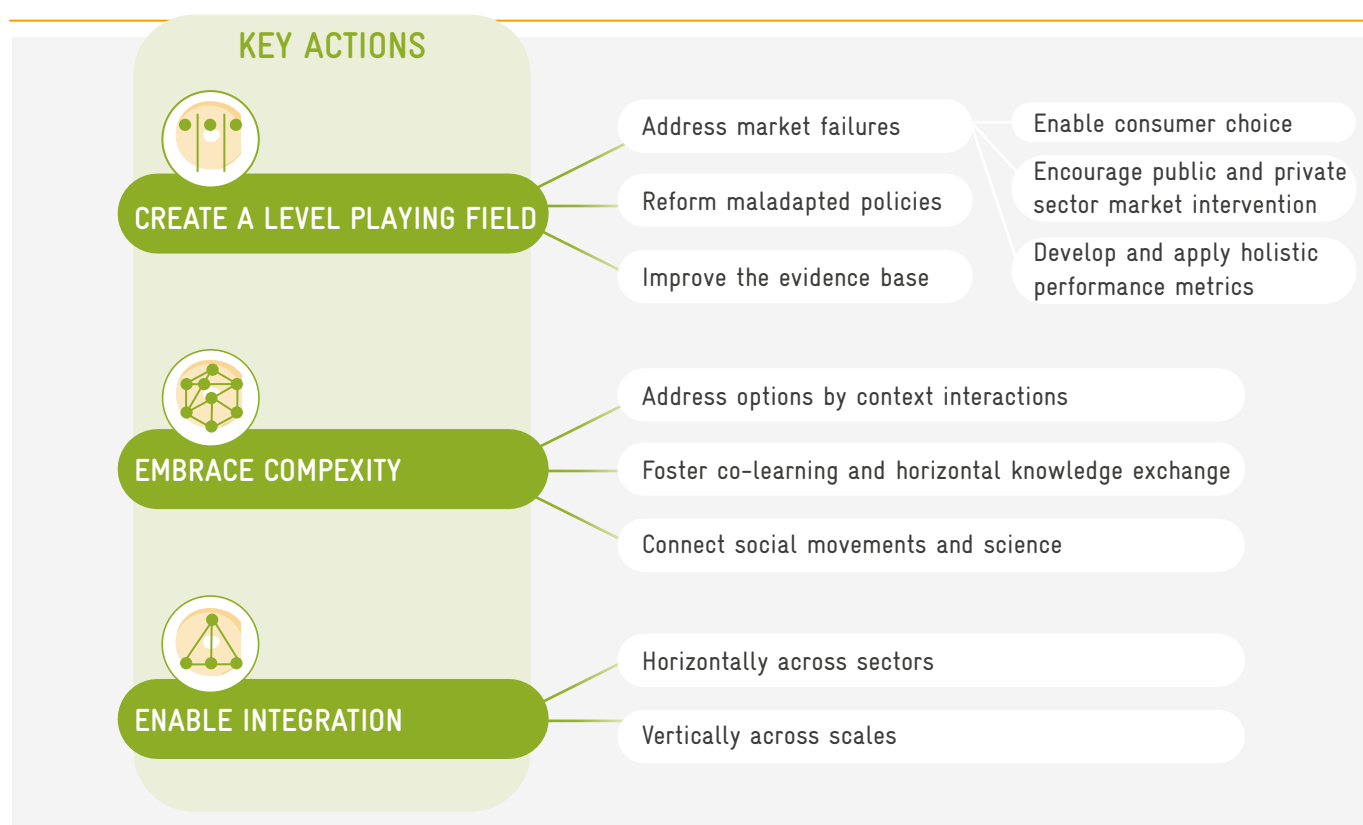 KEY ACTIONS
CREATE A LEVEL PLAYING FIELD
Address market failures
Enable consumer choice
Encourage public and private
sector market intervention
Develop and apply holistic
performance metrics
Reform maladapted policies
Improve the evidence base
EMBRACE COMPEXITY
Address options by context interactions
Foster co-learning and horizontal knowledge exchange
Connect social movements and science
ENABLE INTEGRATION
Horizontally across sectors
Vertically across scales